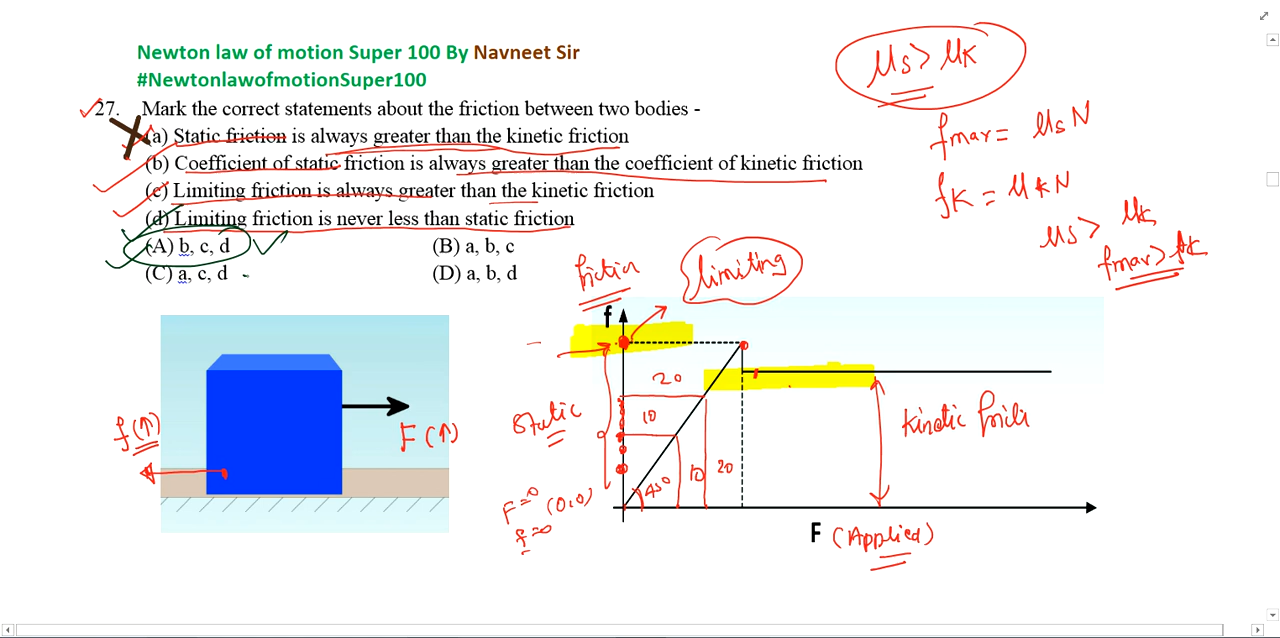 Newton law of motion Super 100 By Navneet Sir
#NewtonlawofmotionSuper100
27. Mark the correct statements about the friction between two bodies -
(a) Static friction is always greater than the kinetic friction
(b) Coefficient of static friction is always greater than the coefficient of kinetic friction
(c) Limiting friction is always greater than the kinetic friction
(d) Limiting friction is never less than static friction
(A) b, c, d (B) a, b, c
(C) a, c, d (D) a, b, d
μs > μK
fmax = μsN
fK = μKN
μs > μK
fmax > fK
friction
limiting
f
20
static
10
kinetic
f(↑)
F(↑)
10 20
45°
F=0 (0,0)
f=0
F (Applied)